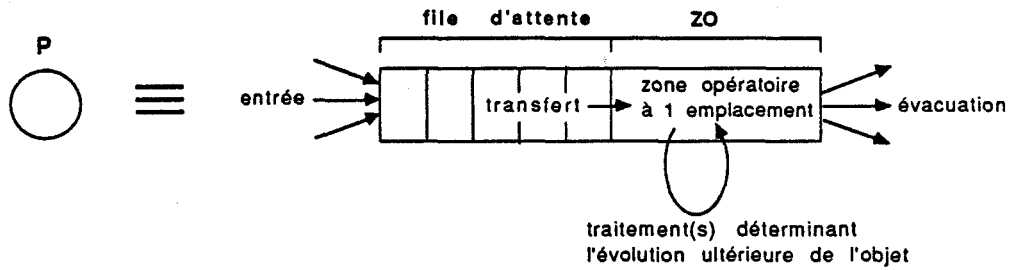 file d'attente ZO
P
entrée
transfert
zone opératoire
à 1 emplacement
évacuation
traitement(s) déterminant
l'évolution ultérieure de l'objet